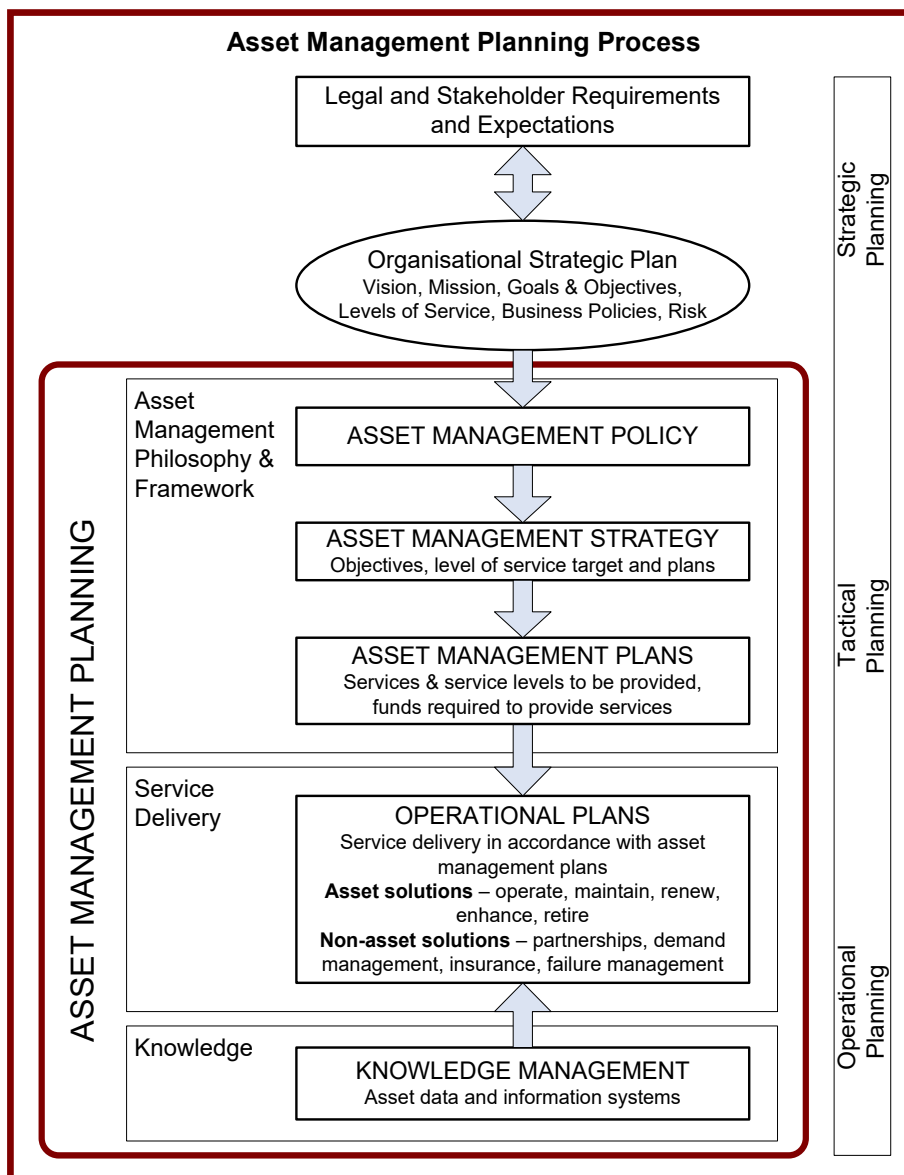 Asset Management Planning Process
Legal and Stakeholder Requirements
and Expectations
Organisational Strategic Plan
Vision, Mission, Goals & Objectives,
Levels of Service, Business Policies, Risk
Strategic
Planning
ASSET MANAGEMENT PLANNING
Asset
Management
Philosophy &
Framework
ASSET MANAGEMENT POLICY
ASSET MANAGEMENT STRATEGY
Objectives, level of service target and plans
ASSET MANAGEMENT PLANS
Services & service levels to be provided,
funds required to provide services
Tactical
Planning
Service
Delivery
OPERATIONAL PLANS
Service delivery in accordance with asset
management plans
Asset solutions – operate, maintain, renew,
enhance, retire
Non-asset solutions – partnerships, demand
management, insurance, failure management
Operational
Planning
Knowledge
KNOWLEDGE MANAGEMENT
Asset data and information systems